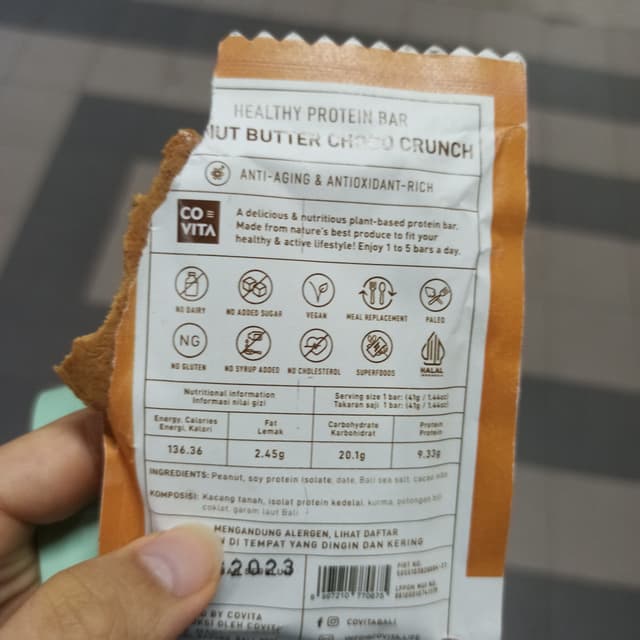 HEALTHY PROTEIN BAR
NUT BUTTER CHOCO CRUNCH
ANTI-AGING & ANTIOXIDANT-RICH
CO VITA
A delicious & nutritious plant-based protein bar.
Made from nature's best produce to fit your
healthy & active lifestyle! Enjoy 1 to 5 bars a day.
NO DAIRY NO ADDED SUGAR VEGAN MEAL REPLACEMENT PALEO
NG
NO GLUTEN NO SYRUP ADDED NO CHOLESTEROL SUPERFOODS HALAL
Nutritional information Serving size 1 bar: (41g / 1.44oz)
Informasi nilai gizi Takaran saji 1 bar: (41g / 1.44oz)
Energy, Calories Fat Carbohydrate Protein
Energi, Kalori Lemak Karbohidrat Protein
136.36 2.45g 20.1g 9.33g
INGREDIENTS: Peanut, soy protein isolate, date, Bali sea salt, cacao nibs
KOMPOSISI: Kacang tanah, isolat protein kedelai, kurma, potongan biji
coklat, garam laut Bali
MENGANDUNG ALERGEN, LIHAT DAFTAR
DI TEMPAT YANG DINGIN DAN KERING
2023
BY COVITA
COVITABALI